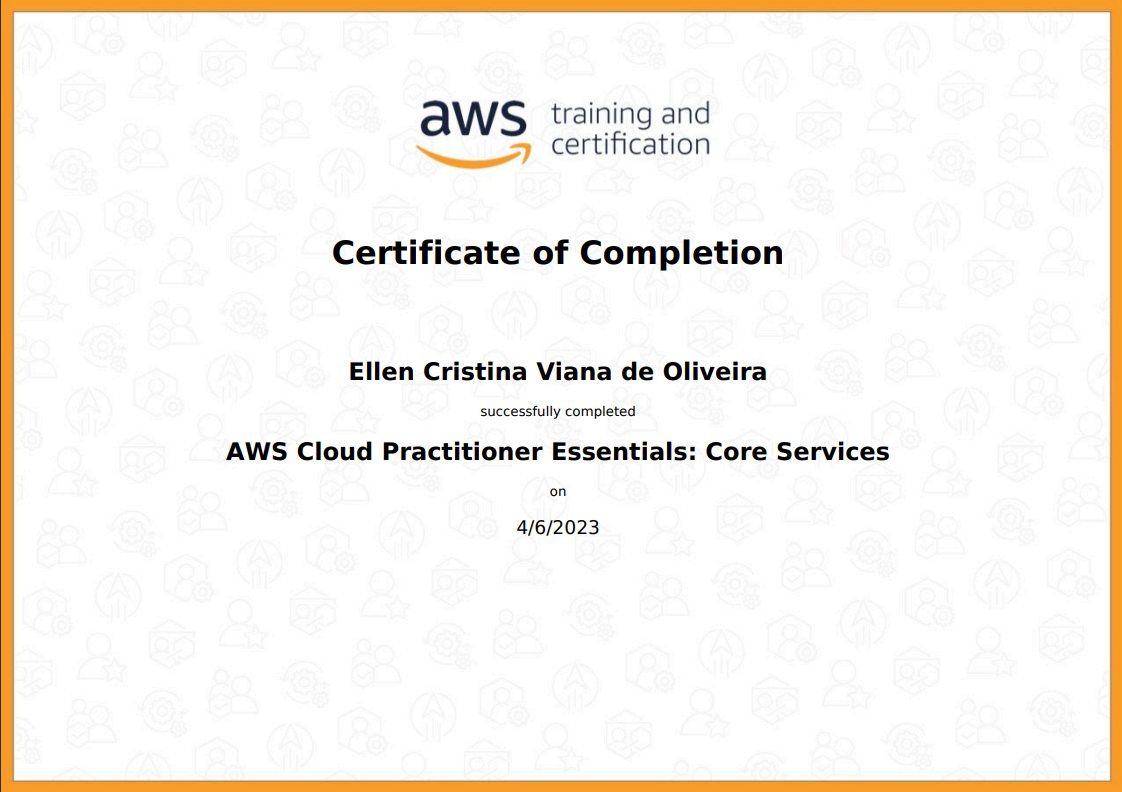 aws training and
certification
Certificate of Completion
Ellen Cristina Viana de Oliveira
successfully completed
AWS Cloud Practitioner Essentials: Core Services
on
4/6/2023